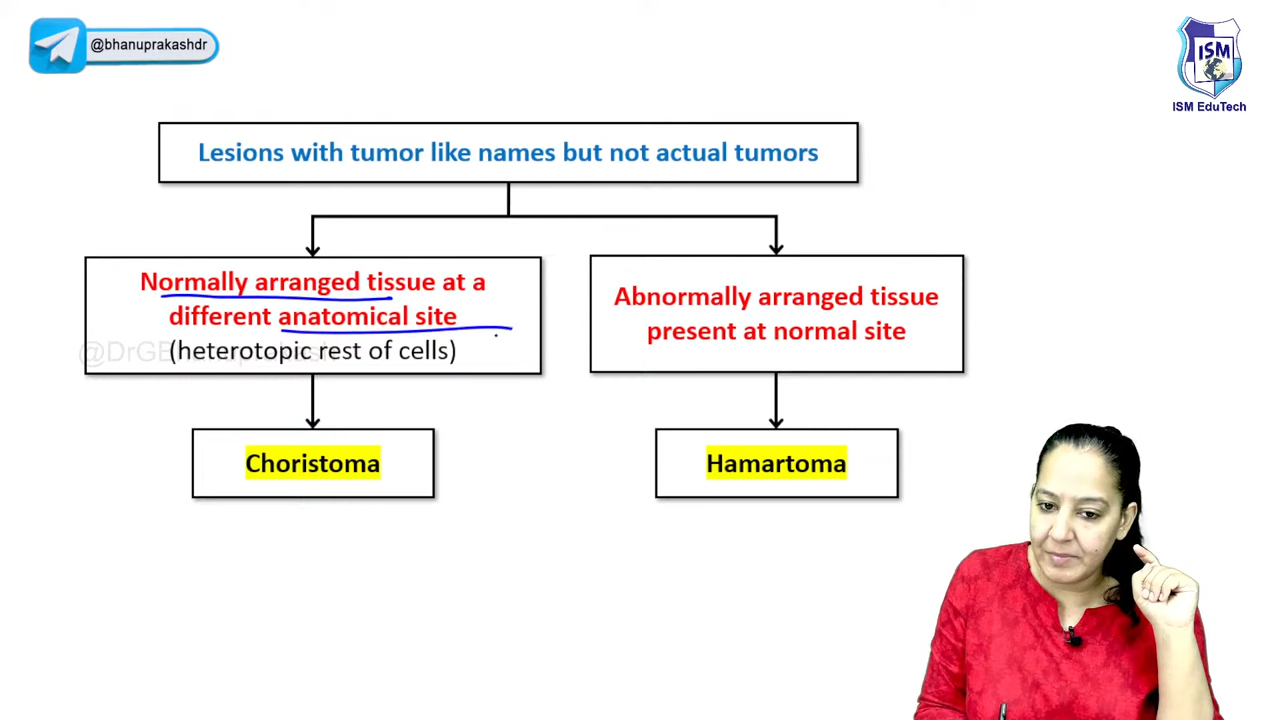 @bhanuprakashdr
ISM
ISM EduTech
Lesions with tumor like names but not actual tumors
Normally arranged tissue at a
different anatomical site
(heterotopic rest of cells)
Abnormally arranged tissue
present at normal site
Choristoma
Hamartoma